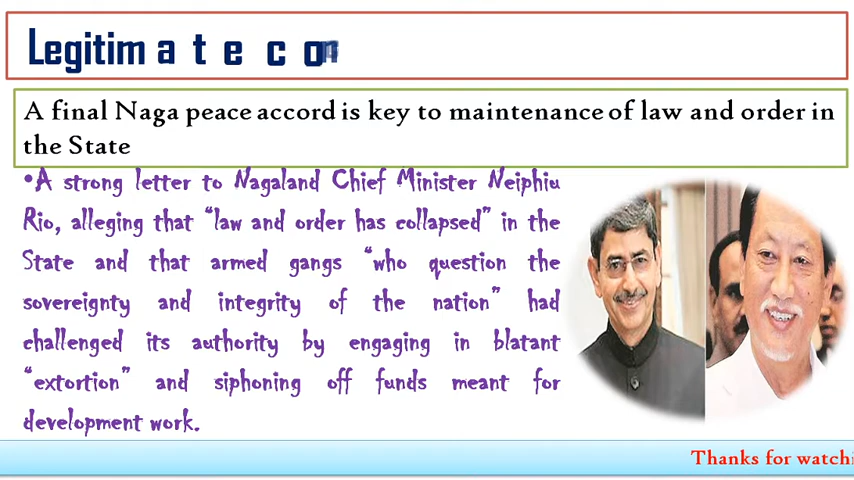 Legitimate con
A final Naga peace accord is key to maintenance of law and order in
the State
•A strong letter to Nagaland Chief Minister Neiphiu
Rio, alleging that “law and order has collapsed” in the
State and that armed gangs “who question the
sovereignty and integrity of the nation” had
challenged its authority by engaging in blatant
“extortion” and siphoning off funds meant for
development work.
Thanks for watchi